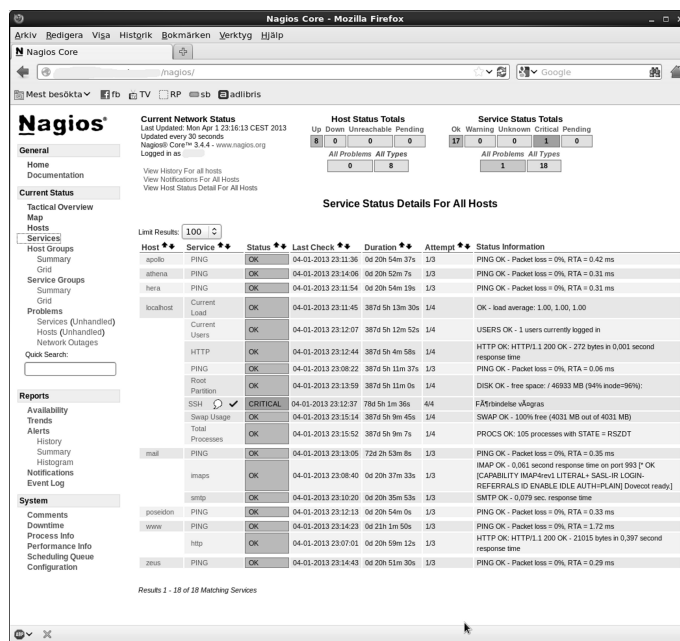 Nagios Core - Mozilla Firefox
Arkiv Redigera Visa Historik Bokmärken Verktyg Hjälp
N Nagios Core
/nagios/
Google
Mest besökta fb TV RP sb adlibris
Nagios®
General
Home
Documentation
Current Status
Tactical Overview
Map
Hosts
Services
Host Groups
Summary
Grid
Service Groups
Summary
Grid
Problems
Services (Unhandled)
Hosts (Unhandled)
Network Outages
Quick Search:
Reports
Availability
Trends
Alerts
History
Summary
Histogram
Notifications
Event Log
System
Comments
Downtime
Process Info
Performance Info
Scheduling Queue
Configuration
Current Network Status
Last Updated: Mon Apr 1 23:16:13 CEST 2013
Updated every 30 seconds
Nagios® Core™ 3.4.4 - www.nagios.org
Logged in as
View History For all hosts
View Notifications For All Hosts
View Host Status Detail For All Hosts
Host Status Totals
Up Down Unreachable Pending
8 0 0 0
All Problems All Types
0 8
Service Status Totals
Ok Warning Unknown Critical Pending
17 0 0 1 0
All Problems All Types
1 18
Service Status Details For All Hosts
Limit Results: 100
Host Service Status Last Check Duration Attempt Status Information
apollo PING OK 04-01-2013 23:11:36 0d 20h 54m 37s 1/3 PING OK - Packet loss = 0%, RTA = 0.42 ms
athena PING OK 04-01-2013 23:14:06 0d 20h 52m 7s 1/3 PING OK - Packet loss = 0%, RTA = 0.31 ms
hera PING OK 04-01-2013 23:11:54 0d 20h 54m 19s 1/3 PING OK - Packet loss = 0%, RTA = 0.31 ms
localhost Current Load OK 04-01-2013 23:11:45 387d 5h 13m 30s 1/4 OK - load average: 1.00, 1.00, 1.00
Current Users OK 04-01-2013 23:12:07 387d 5h 12m 52s 1/4 USERS OK - 1 users currently logged in
HTTP OK 04-01-2013 23:12:44 387d 5h 4m 58s 1/4 HTTP OK: HTTP/1.1 200 OK - 272 bytes in 0,001 second response time
PING OK 04-01-2013 23:08:22 387d 5h 11m 37s 1/4 PING OK - Packet loss = 0%, RTA = 0.06 ms
Root Partition OK 04-01-2013 23:13:59 387d 5h 11m 0s 1/4 DISK OK - free space: / 46933 MB (94% inode=96%):
SSH CRITICAL 04-01-2013 23:12:37 78d 5h 1m 36s 4/4 FÃ¶rbindelse vÃ¤gras
Swap Usage OK 04-01-2013 23:15:14 387d 5h 9m 45s 1/4 SWAP OK - 100% free (4031 MB out of 4031 MB)
Total Processes OK 04-01-2013 23:15:52 387d 5h 9m 7s 1/4 PROCS OK: 105 processes with STATE = RSZDT
mail PING OK 04-01-2013 23:13:05 72d 2h 53m 8s 1/3 PING OK - Packet loss = 0%, RTA = 0.35 ms
imaps OK 04-01-2013 23:08:40 0d 20h 37m 33s 1/3 IMAP OK - 0,061 second response time on port 993 [* OK [CAPABILITY IMAP4rev1 LITERAL+ SASL-IR LOGIN-REFERRALS ID ENABLE IDLE AUTH=PLAIN] Dovecot ready.]
smtp OK 04-01-2013 23:10:20 0d 20h 35m 53s 1/3 SMTP OK - 0,079 sec. response time
poseidon PING OK 04-01-2013 23:12:13 0d 20h 54m 0s 1/3 PING OK - Packet loss = 0%, RTA = 0.33 ms
www PING OK 04-01-2013 23:14:23 0d 21h 1m 50s 1/3 PING OK - Packet loss = 0%, RTA = 1.72 ms
http OK 04-01-2013 23:07:01 0d 20h 59m 12s 1/3 HTTP OK: HTTP/1.1 200 OK - 21015 bytes in 0,397 second response time
zeus PING OK 04-01-2013 23:14:43 0d 20h 51m 30s 1/3 PING OK - Packet loss = 0%, RTA = 0.29 ms
Results 1 - 18 of 18 Matching Services